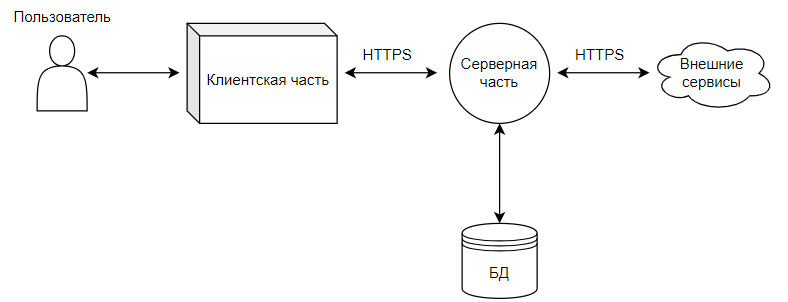 Пользователь
Клиентская часть
HTTPS
Серверная
часть
HTTPS
Внешние
сервисы
БД